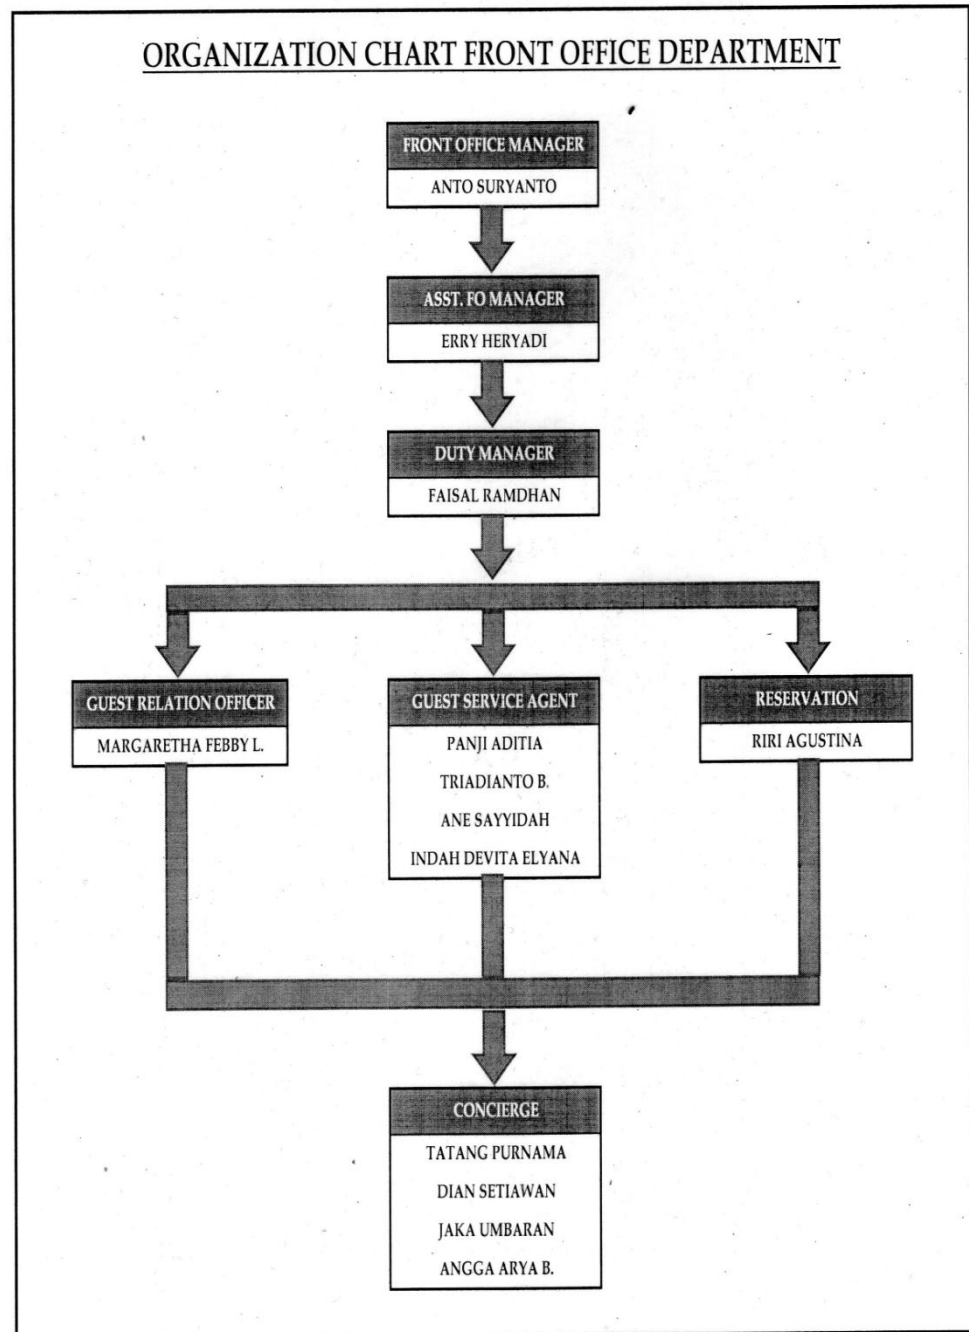 ORGANIZATION CHART FRONT OFFICE DEPARTMENT
FRONT OFFICE MANAGER
ANTO SURYANTO
ASST. FO MANAGER
ERRY HERYADI
DUTY MANAGER
FAISAL RAMDHAN
GUEST RELATION OFFICER
MARGARETHA FEBBY L.
GUEST SERVICE AGENT
PANJI ADITIA
TRIADIANTO B.
ANE SAYYIDAH
INDAH DEVITA ELYANA
RESERVATION
RIRI AGUSTINA
CONCIERGE
TATANG PURNAMA
DIAN SETIAWAN
JAKA UMBARAN
ANGGA ARYA B.